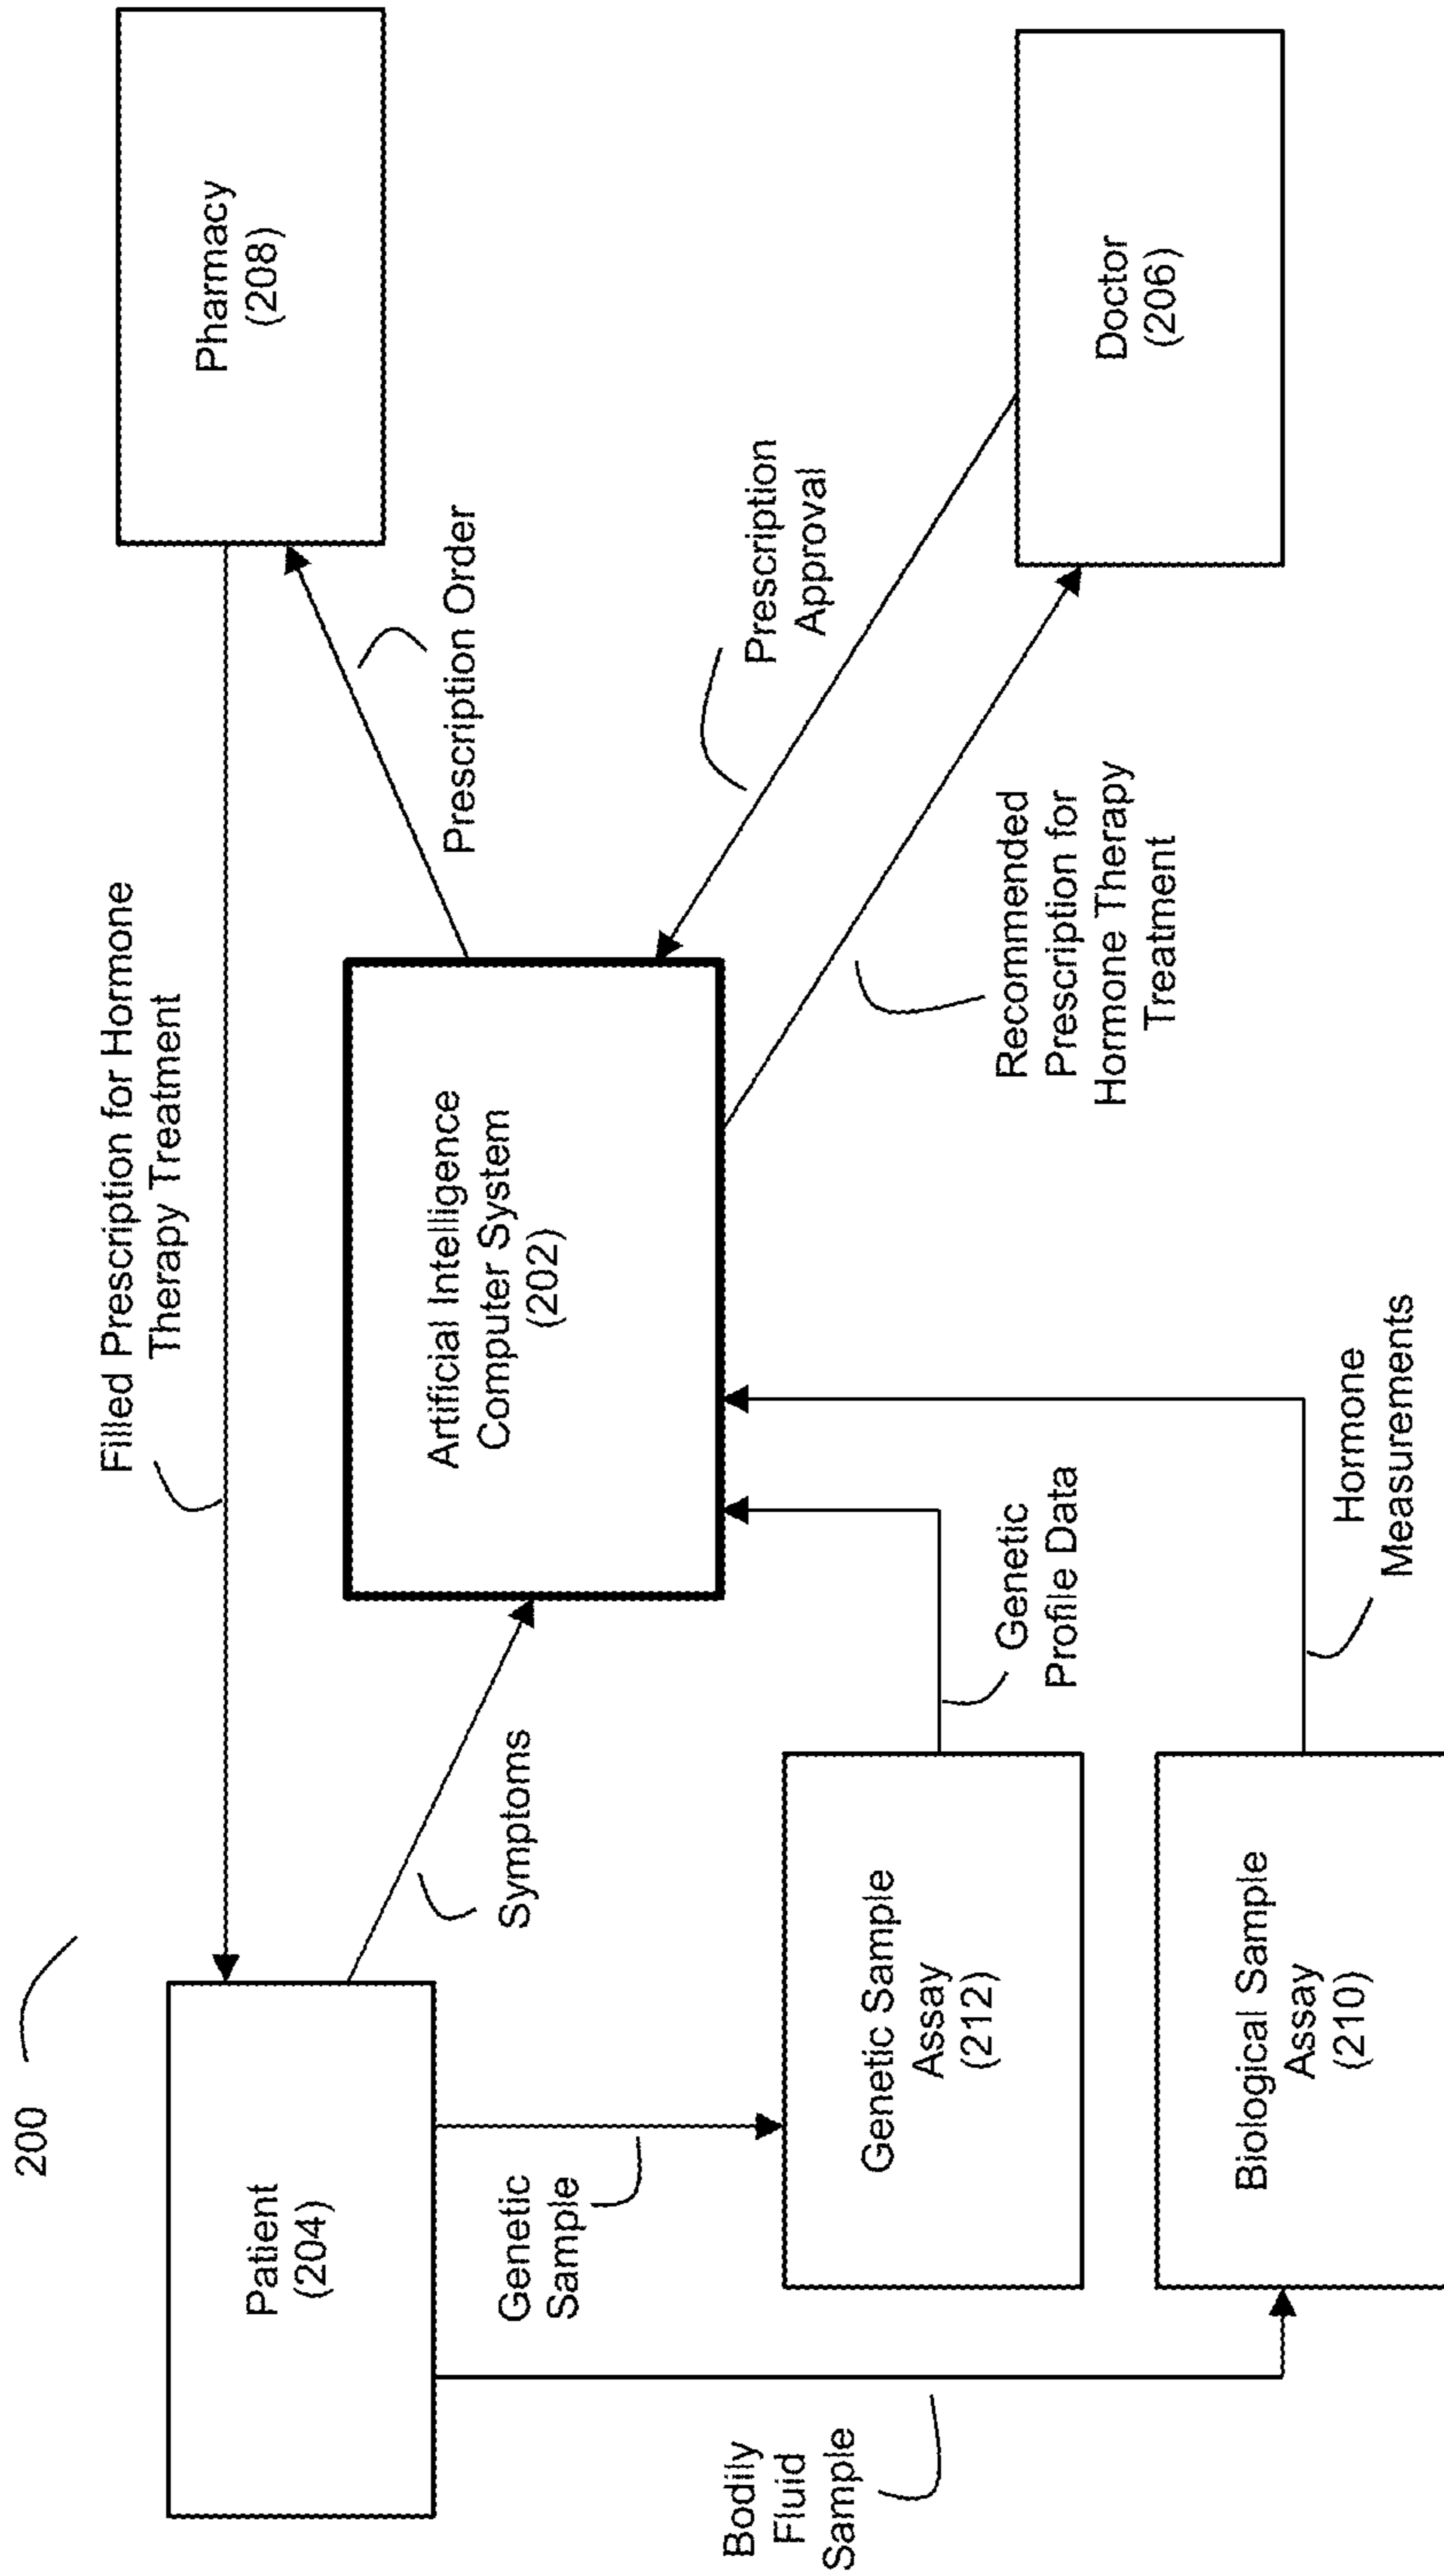 200
Filled Prescription for Hormone
Therapy Treatment
Patient
(204)
Pharmacy
(208)
Symptoms
Prescription Order
Artificial Intelligence
Computer System
(202)
Genetic
Sample
Prescription
Approval
Bodily
Fluid
Sample
Genetic Sample
Assay
(212)
Genetic
Profile Data
Recommended
Prescription for
Hormone Therapy
Treatment
Doctor
(206)
Biological Sample
Assay
(210)
Hormone
Measurements